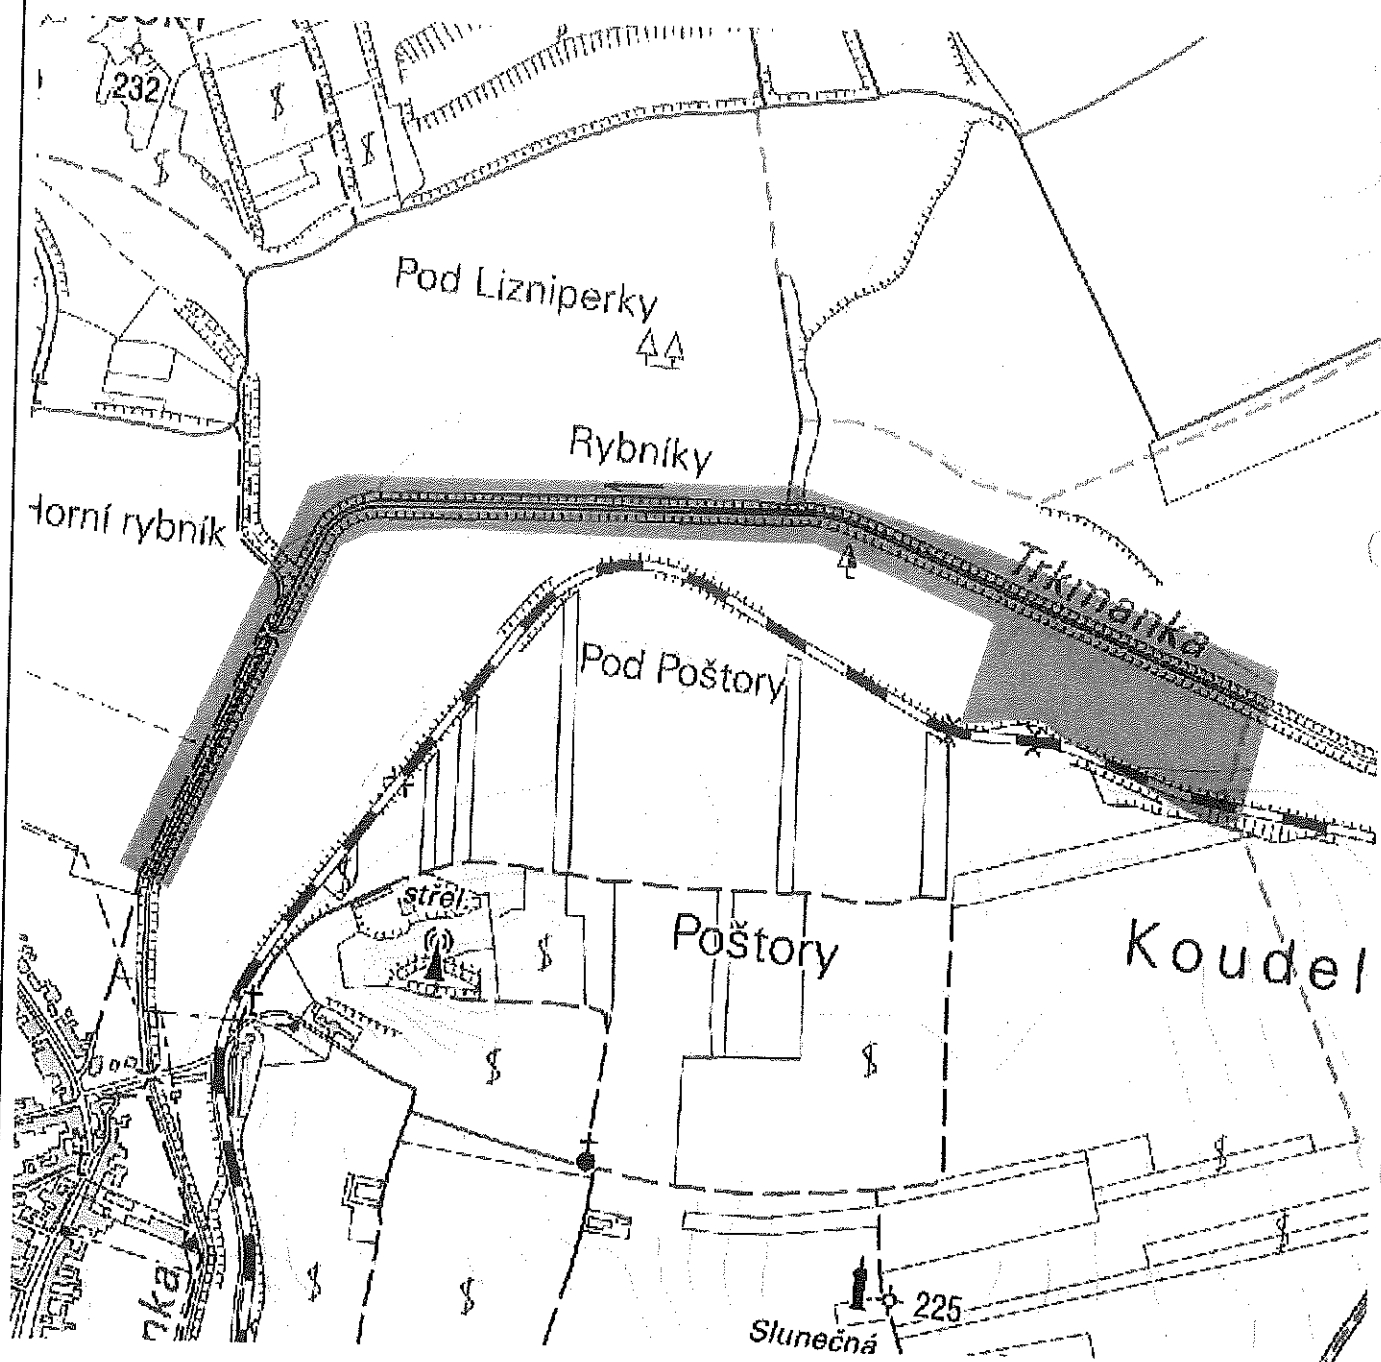 232
Pod Lizniperky
Rybníky
Horní rybník
Trkmanka
Pod Poštory
střel.
Poštory
Koudel
225
Slunečná